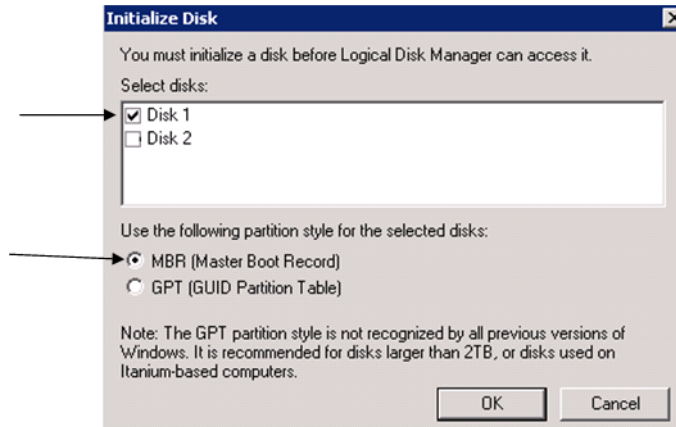 Initialize Disk
You must initialize a disk before Logical Disk Manager can access it.
Select disks:
Disk 1
Disk 2
Use the following partition style for the selected disks:
MBR (Master Boot Record)
GPT (GUID Partition Table)
Note: The GPT partition style is not recognized by all previous versions of
Windows. It is recommended for disks larger than 2TB, or disks used on
Itanium-based computers.
OK Cancel